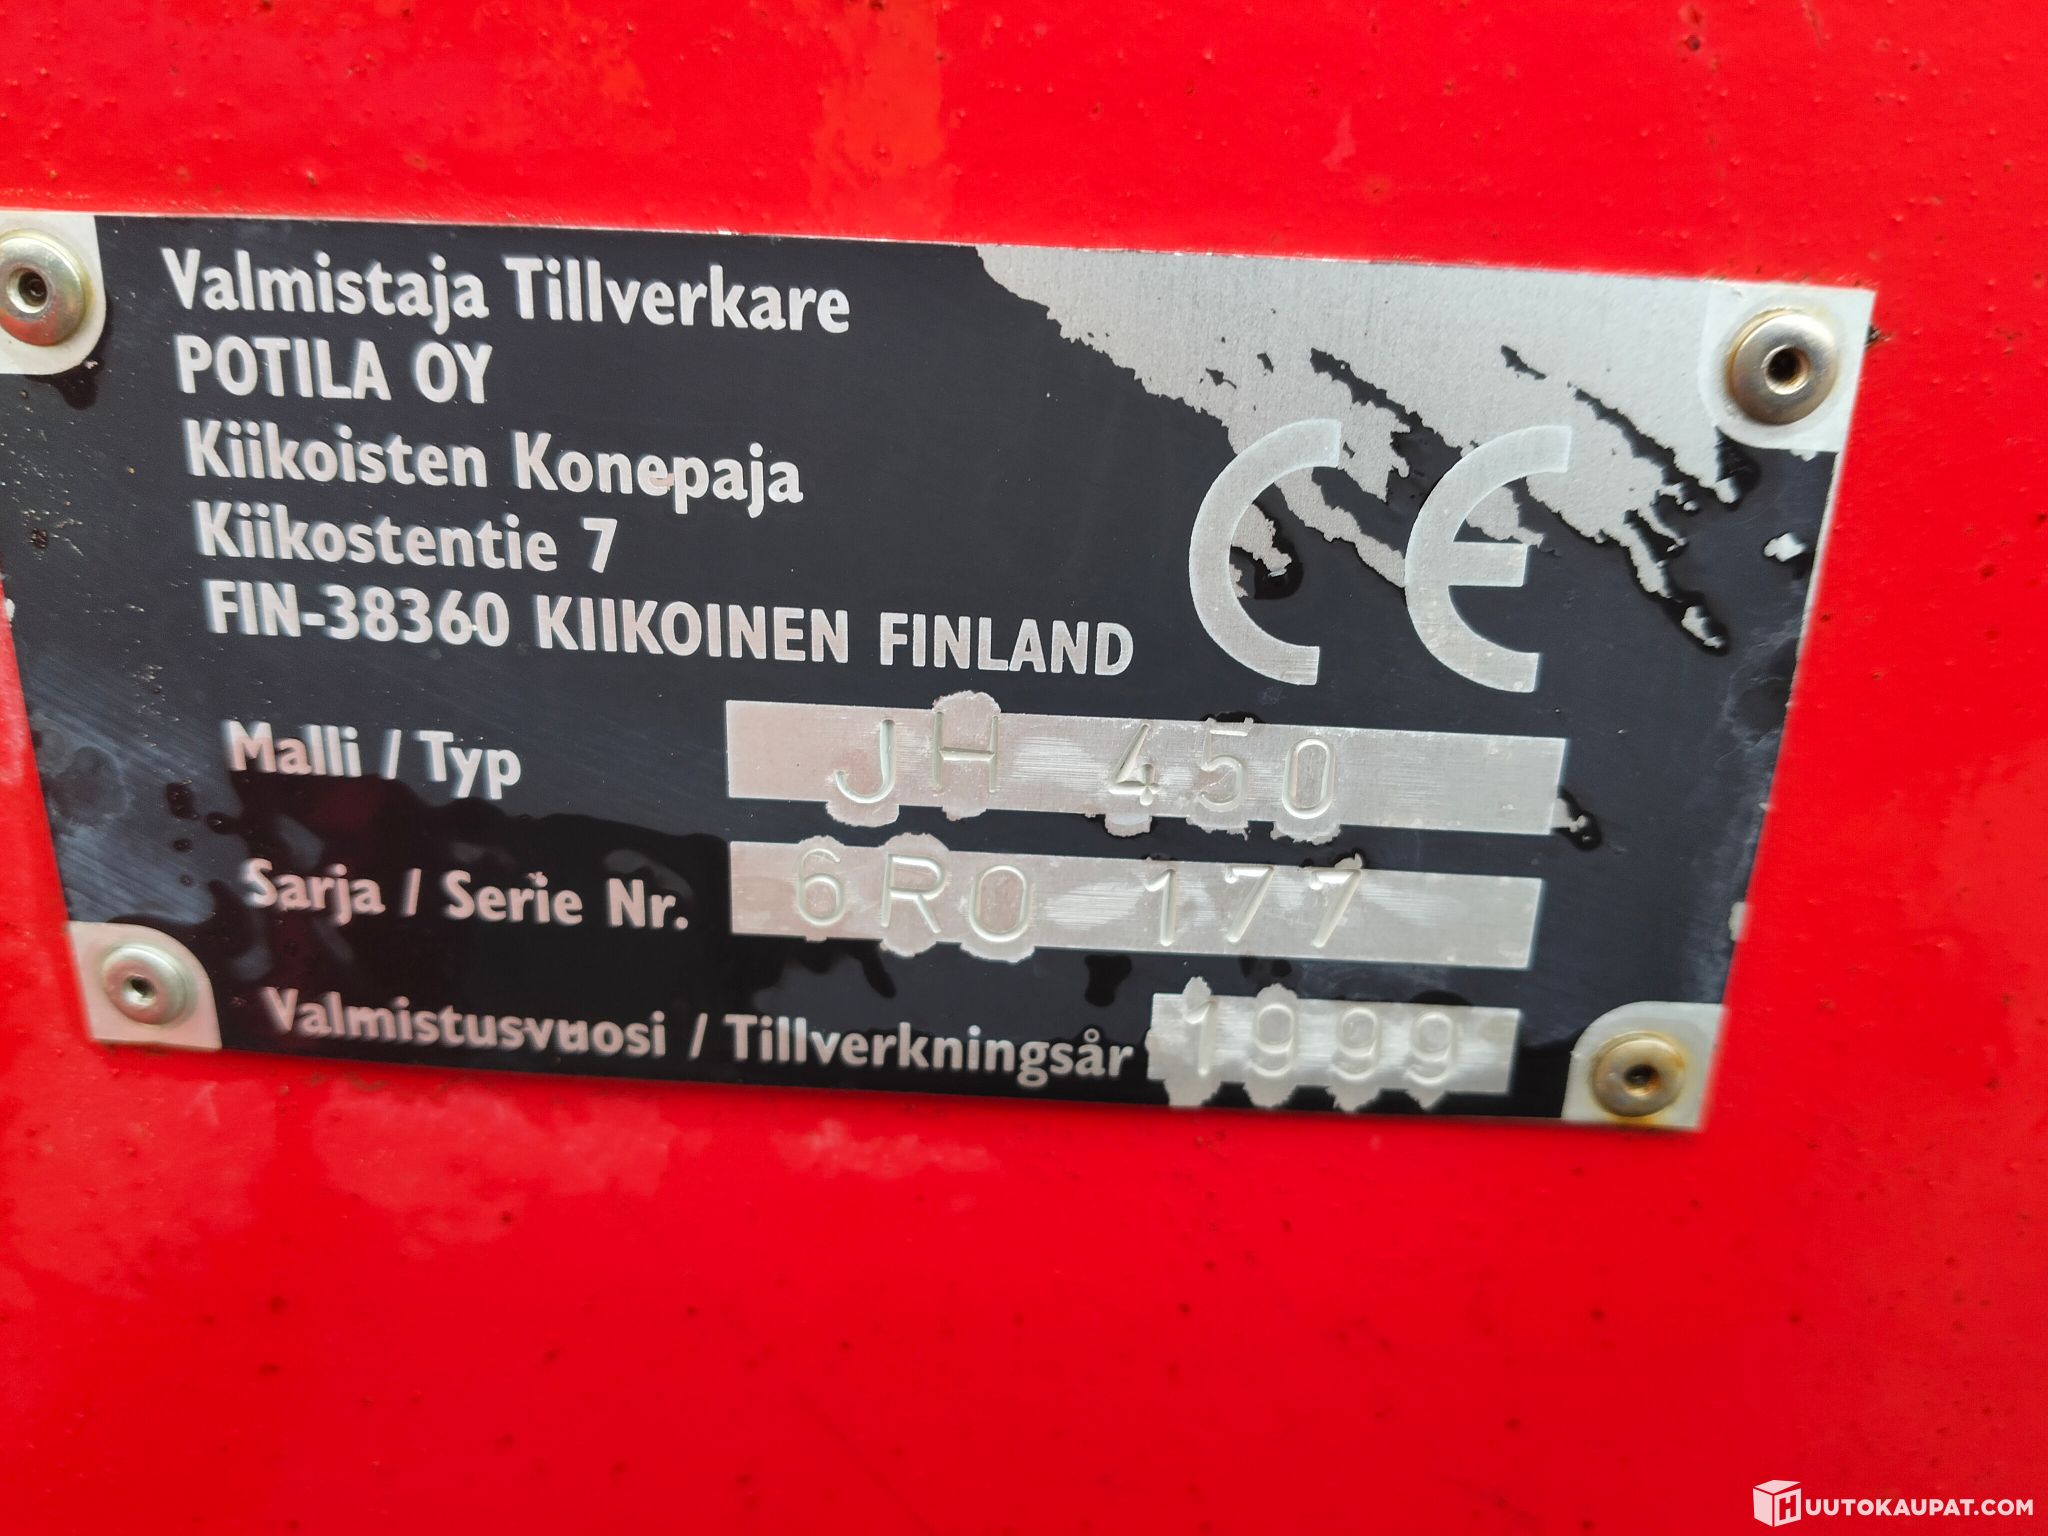 Valmistaja Tillverkare
POTILA OY
Kiikoisten Konepaja
Kiikostentie 7
FIN-38360 KIIKOINEN FINLAND
CE
Malli / Typ JH 450
Sarja / Serie Nr. 6RO 177
Valmistusvuosi / Tillverkningsår 1999
HUUTOKAUPAT.COM